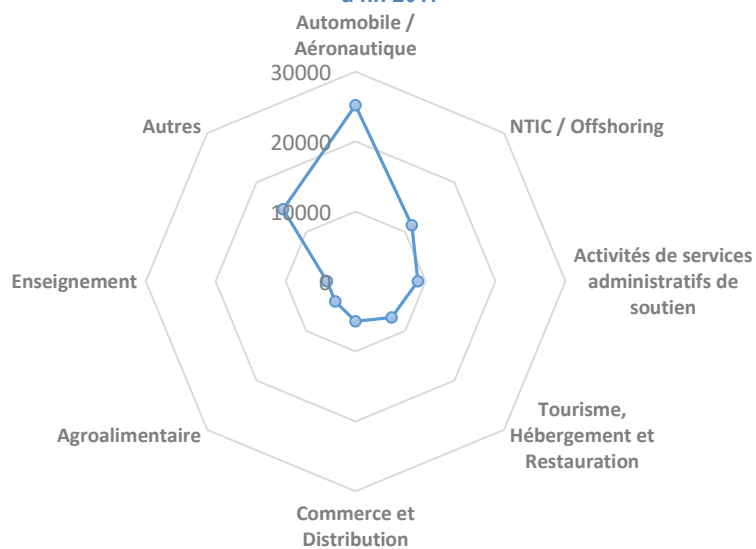 Automobile /
Aéronautique
30000
Autres
NTIC / Offshoring
20000
10000
Enseignement
0
Activités de services
administratifs de
soutien
Agroalimentaire
Tourisme,
Hébergement et
Restauration
Commerce et
Distribution